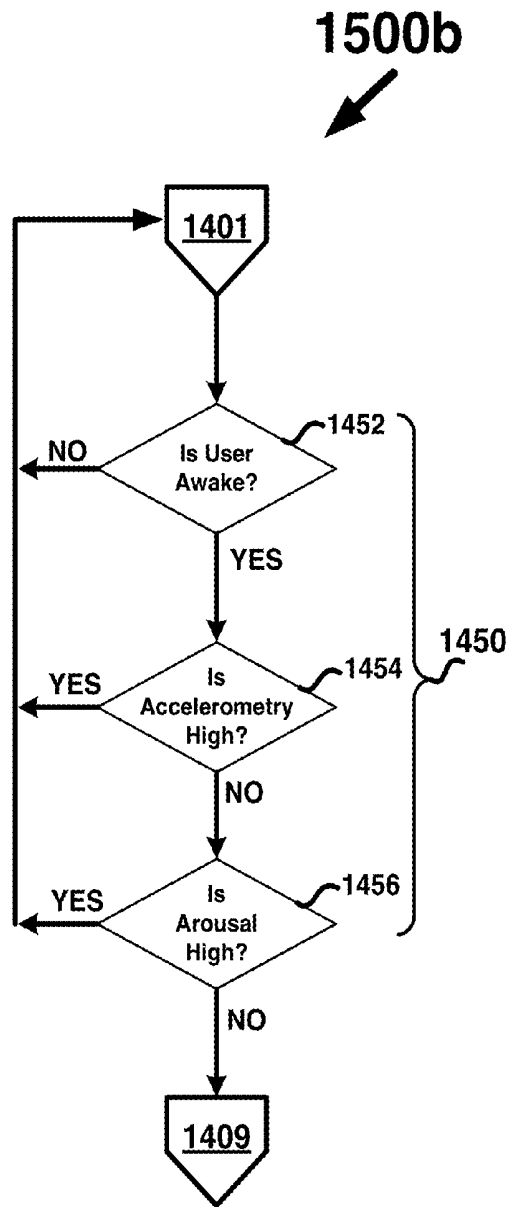 1500b
1401
1452
Is User
Awake?
NO
YES
1450
1454
Is
Accelerometry
High?
YES
NO
1456
Is
Arousal
High?
YES
NO
1409